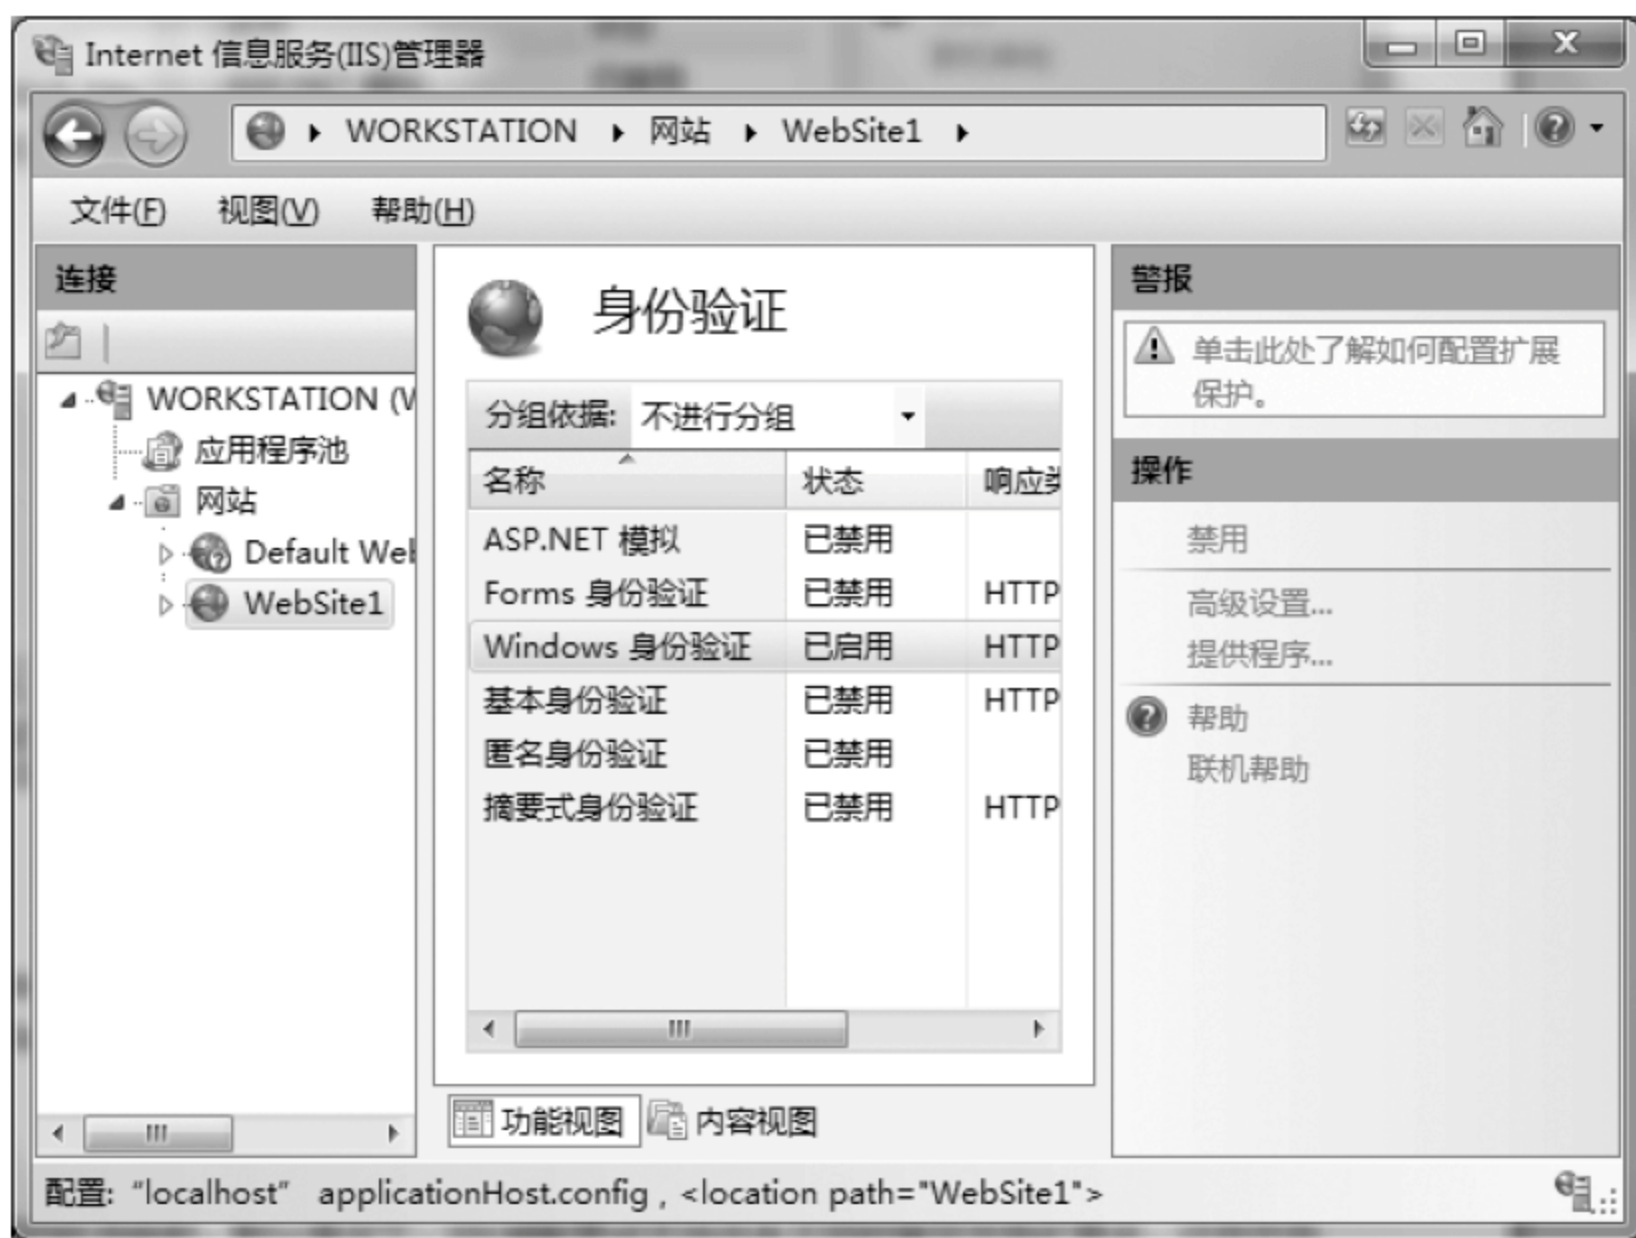 Internet 信息服务(IIS)管理器
WORKSTATION 网站 WebSite1
文件(F) 视图(V) 帮助(H)
连接
WORKSTATION (
应用程序池
网站
Default We
WebSite1
身份验证
分组依据: 不进行分组
名称 状态 响应
ASP.NET 模拟 已禁用
Forms 身份验证 已禁用 HTTP
Windows 身份验证 已启用 HTTP
基本身份验证 已禁用 HTTP
匿名身份验证 已禁用
摘要式身份验证 已禁用 HTTP
功能视图 内容视图
警报
单击此处了解如何配置扩展
保护。
操作
禁用
高级设置...
提供程序...
帮助
联机帮助
配置: “localhost” applicationHost.config , <location path="WebSite1">